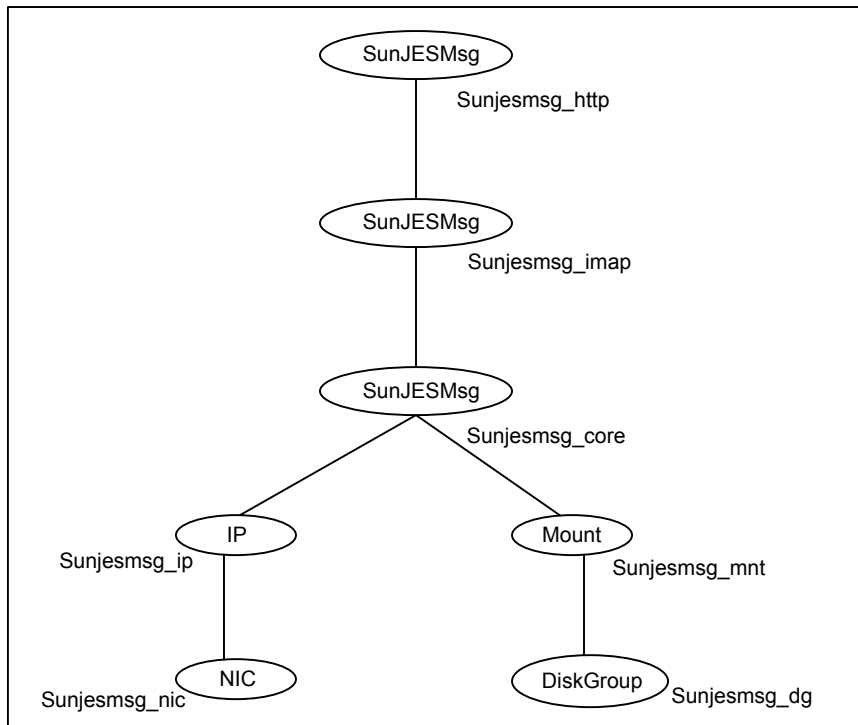 SunJESMsg
Sunjesmsg_http
SunJESMsg
Sunjesmsg_imap
SunJESMsg
Sunjesmsg_core
IP
Sunjesmsg_ip
Mount
Sunjesmsg_mnt
NIC
Sunjesmsg_nic
DiskGroup
Sunjesmsg_dg